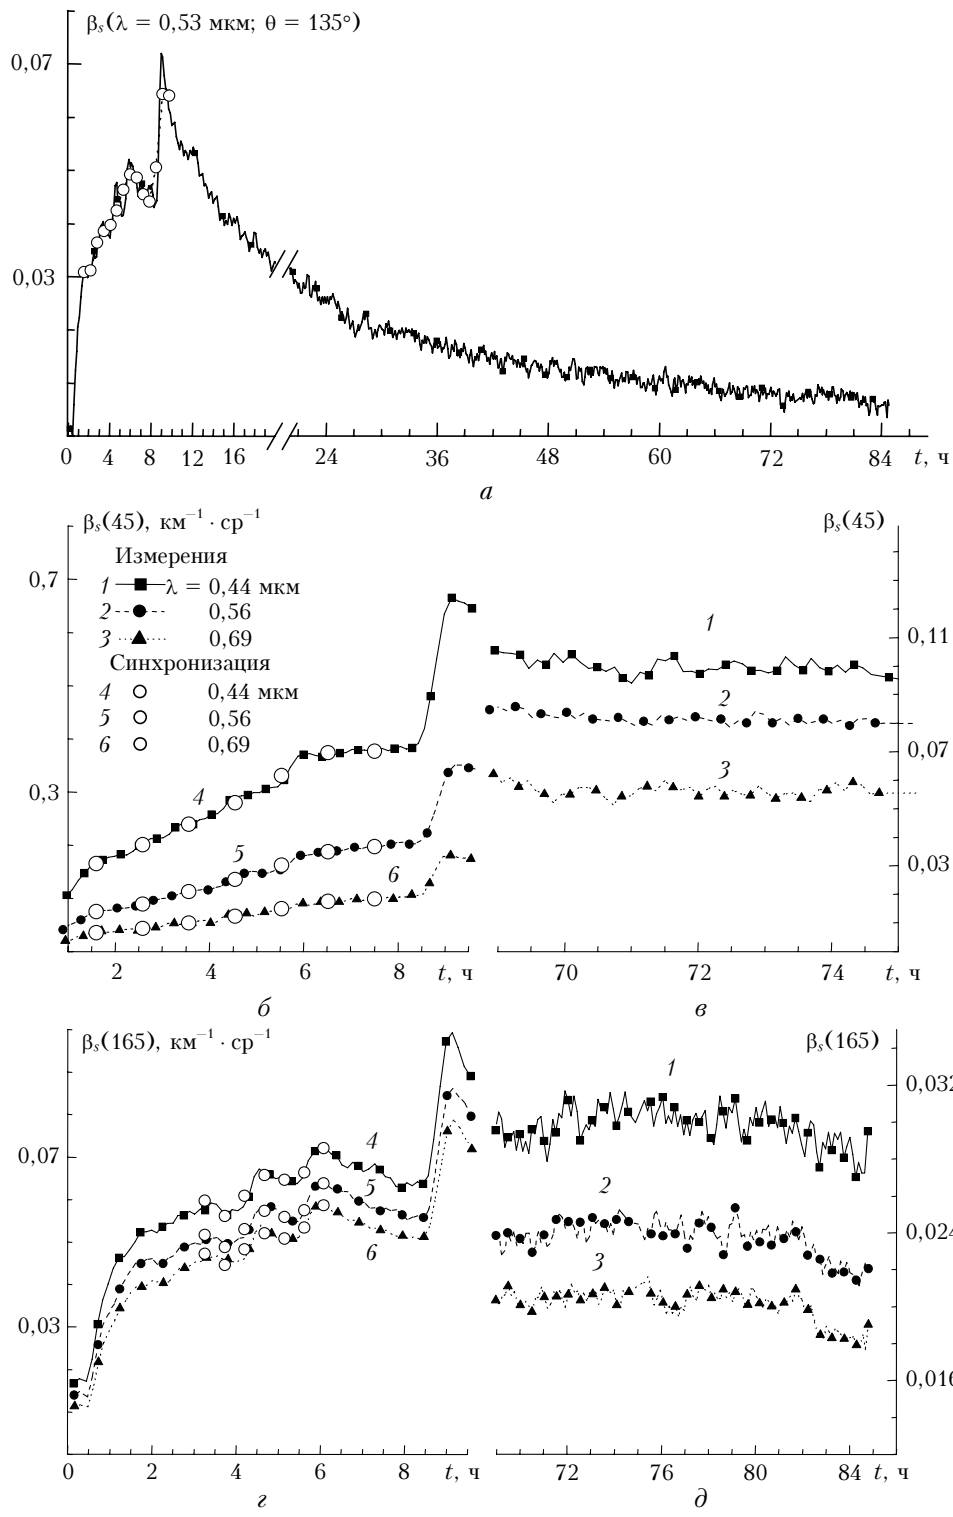 βs(λ = 0,53 мкм; θ = 135°)
0,07
0,03
0 4 8 12 16 24 36 48 60 72 84 t, ч
а
βs(45), км−1 · ср−1 βs(45)
Измерения
0,7
1 λ = 0,44 мкм
2 0,56
3 0,69
Синхронизация
4 0,44 мкм
5 0,56
6 0,69
0,3
4
5
6
1
2
3
0,11
0,07
0,03
2 4 6 8 t, ч 70 72 74 t, ч
б в
βs(165), км−1 · ср−1 βs(165)
0,07
0,03
4
5
6
1
2
3
0,032
0,024
0,016
0 2 4 6 8 t, ч 72 76 80 84 t, ч
г д